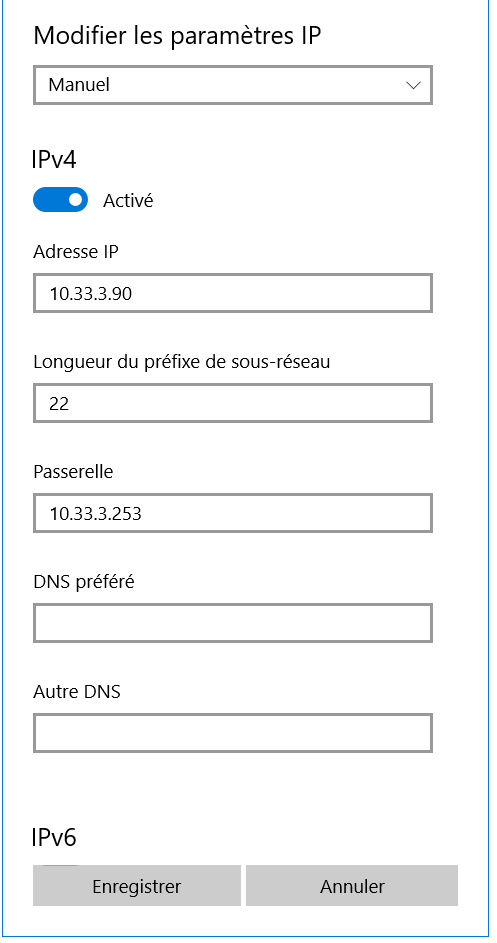 Modifier les paramètres IP
Manuel
IPv4
Activé
Adresse IP
10.33.3.90
Longueur du préfixe de sous-réseau
22
Passerelle
10.33.3.253
DNS préféré
Autre DNS
IPv6
Enregistrer
Annuler